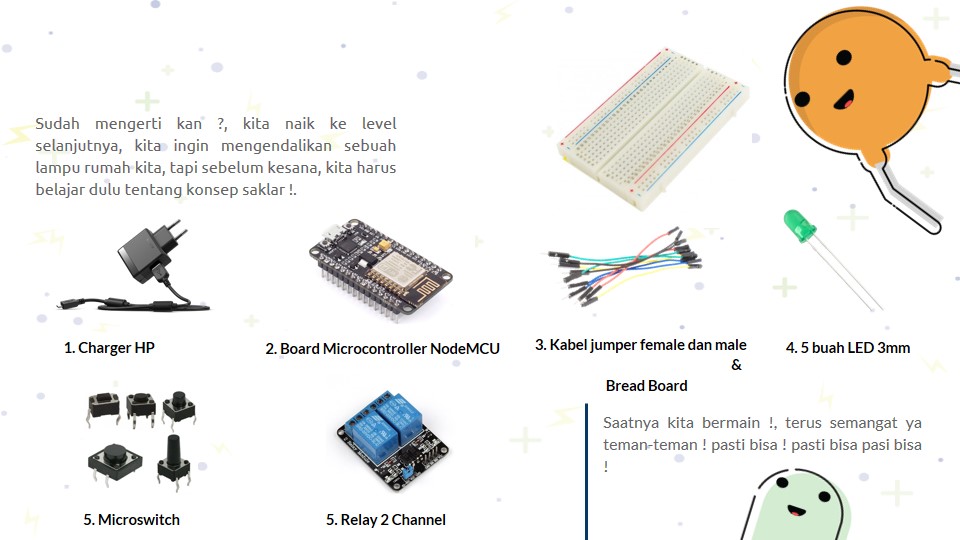 Sudah mengerti kan ?, kita naik ke level
selanjutnya, kita ingin mengendalikan sebuah
lampu rumah kita, tapi sebelum kesana, kita harus
belajar dulu tentang konsep saklar !.
1. Charger HP
2. Board Microcontroller NodeMCU
3. Kabel jumper female dan male
&
Bread Board
4. 5 buah LED 3mm
5. Microswitch
5. Relay 2 Channel
Saatnya kita bermain !, terus semangat ya
teman-teman ! pasti bisa ! pasti bisa pasi bisa
!